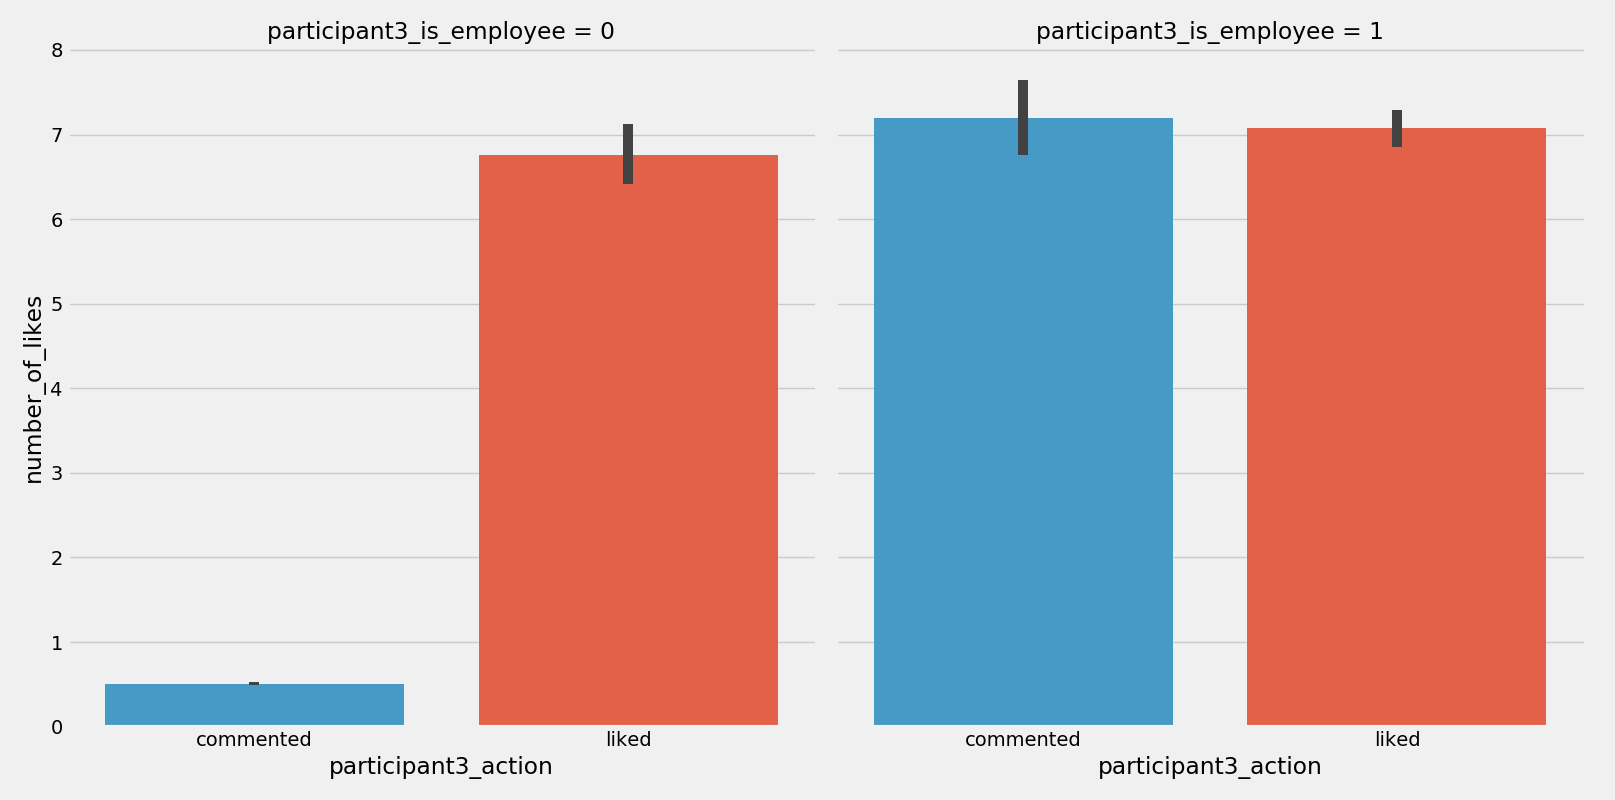 participant3_is_employee = 0
participant3_is_employee = 1
number_of_likes
8
7
6
5
4
3
2
1
0
commented
liked
commented
liked
participant3_action
participant3_action